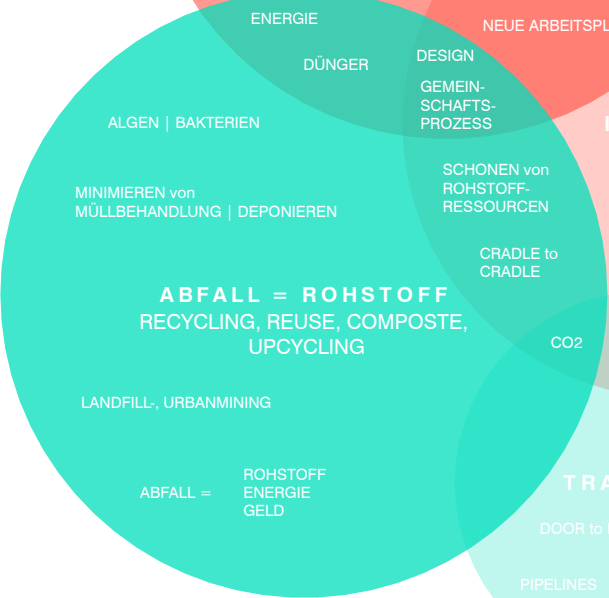 ENERGIE
NEUE ARBEITSPL
DÜNGER
DESIGN
GEMEIN-
SCHAFTS-
PROZESS
ALGEN | BAKTERIEN
SCHONEN von
ROHSTOFF-
RESSOURCEN
MINIMIEREN von
MÜLLBEHANDLUNG | DEPONIEREN
CRADLE to
CRADLE
ABFALL = ROHSTOFF
RECYCLING, REUSE, COMPOSTE,
UPCYCLING
CO2
LANDFILL-, URBANMINING
ABFALL =
ROHSTOFF
ENERGIE
GELD
TRA
DOOR to
PIPELINES